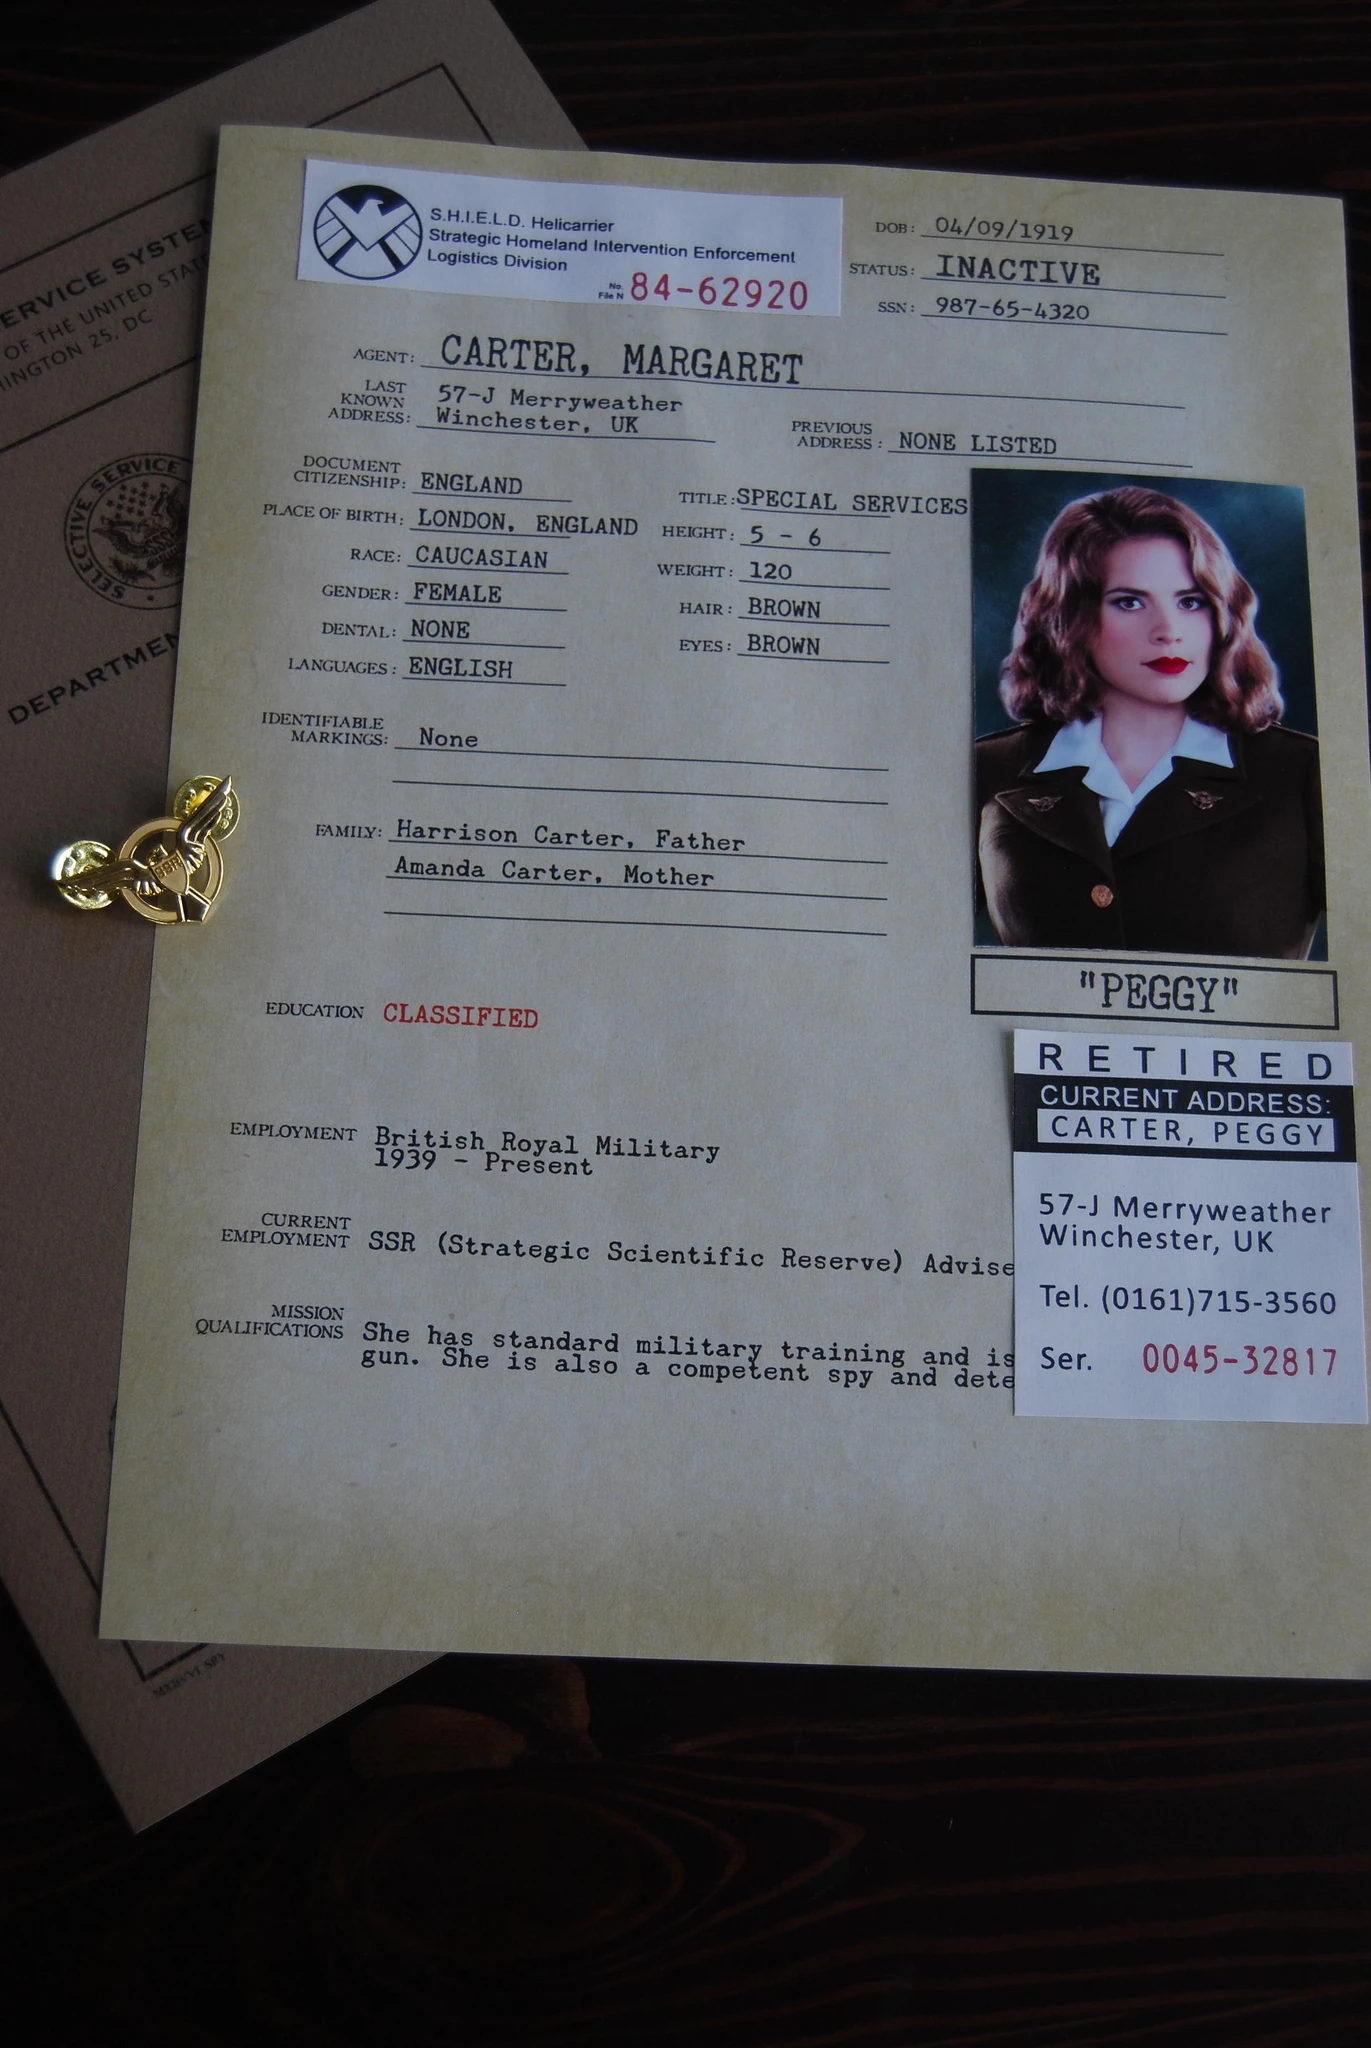 ERVICE SYSTEM
OF THE UNITED STATE
HINGTON 25, DC
SELECTIVE SERVICE
DEPARTMEN
S.H.I.E.L.D. Helicarrier
Strategic Homeland Intervention Enforcement
Logistics Division
No.
File N 84-62920
DOB: 04/09/1919
STATUS: INACTIVE
SSN: 987-65-4320
AGENT: CARTER, MARGARET
LAST
KNOWN
ADDRESS: 57-J Merryweather
Winchester, UK
PREVIOUS
ADDRESS: NONE LISTED
DOCUMENT
CITIZENSHIP: ENGLAND
PLACE OF BIRTH: LONDON, ENGLAND
RACE: CAUCASIAN
GENDER: FEMALE
DENTAL: NONE
LANGUAGES: ENGLISH
TITLE: SPECIAL SERVICES
HEIGHT: 5 - 6
WEIGHT: 120
HAIR: BROWN
EYES: BROWN
IDENTIFIABLE
MARKINGS: None
FAMILY: Harrison Carter, Father
Amanda Carter, Mother
SSR
"PEGGY"
EDUCATION CLASSIFIED
EMPLOYMENT British Royal Military
1939 - Present
CURRENT
EMPLOYMENT SSR (Strategic Scientific Reserve) Advise
MISSION
QUALIFICATIONS She has standard military training and is
gun. She is also a competent spy and dete
RETIRED
CURRENT ADDRESS:
CARTER, PEGGY
57-J Merryweather
Winchester, UK
Tel. (0161)715-3560
Ser. 0045-32817